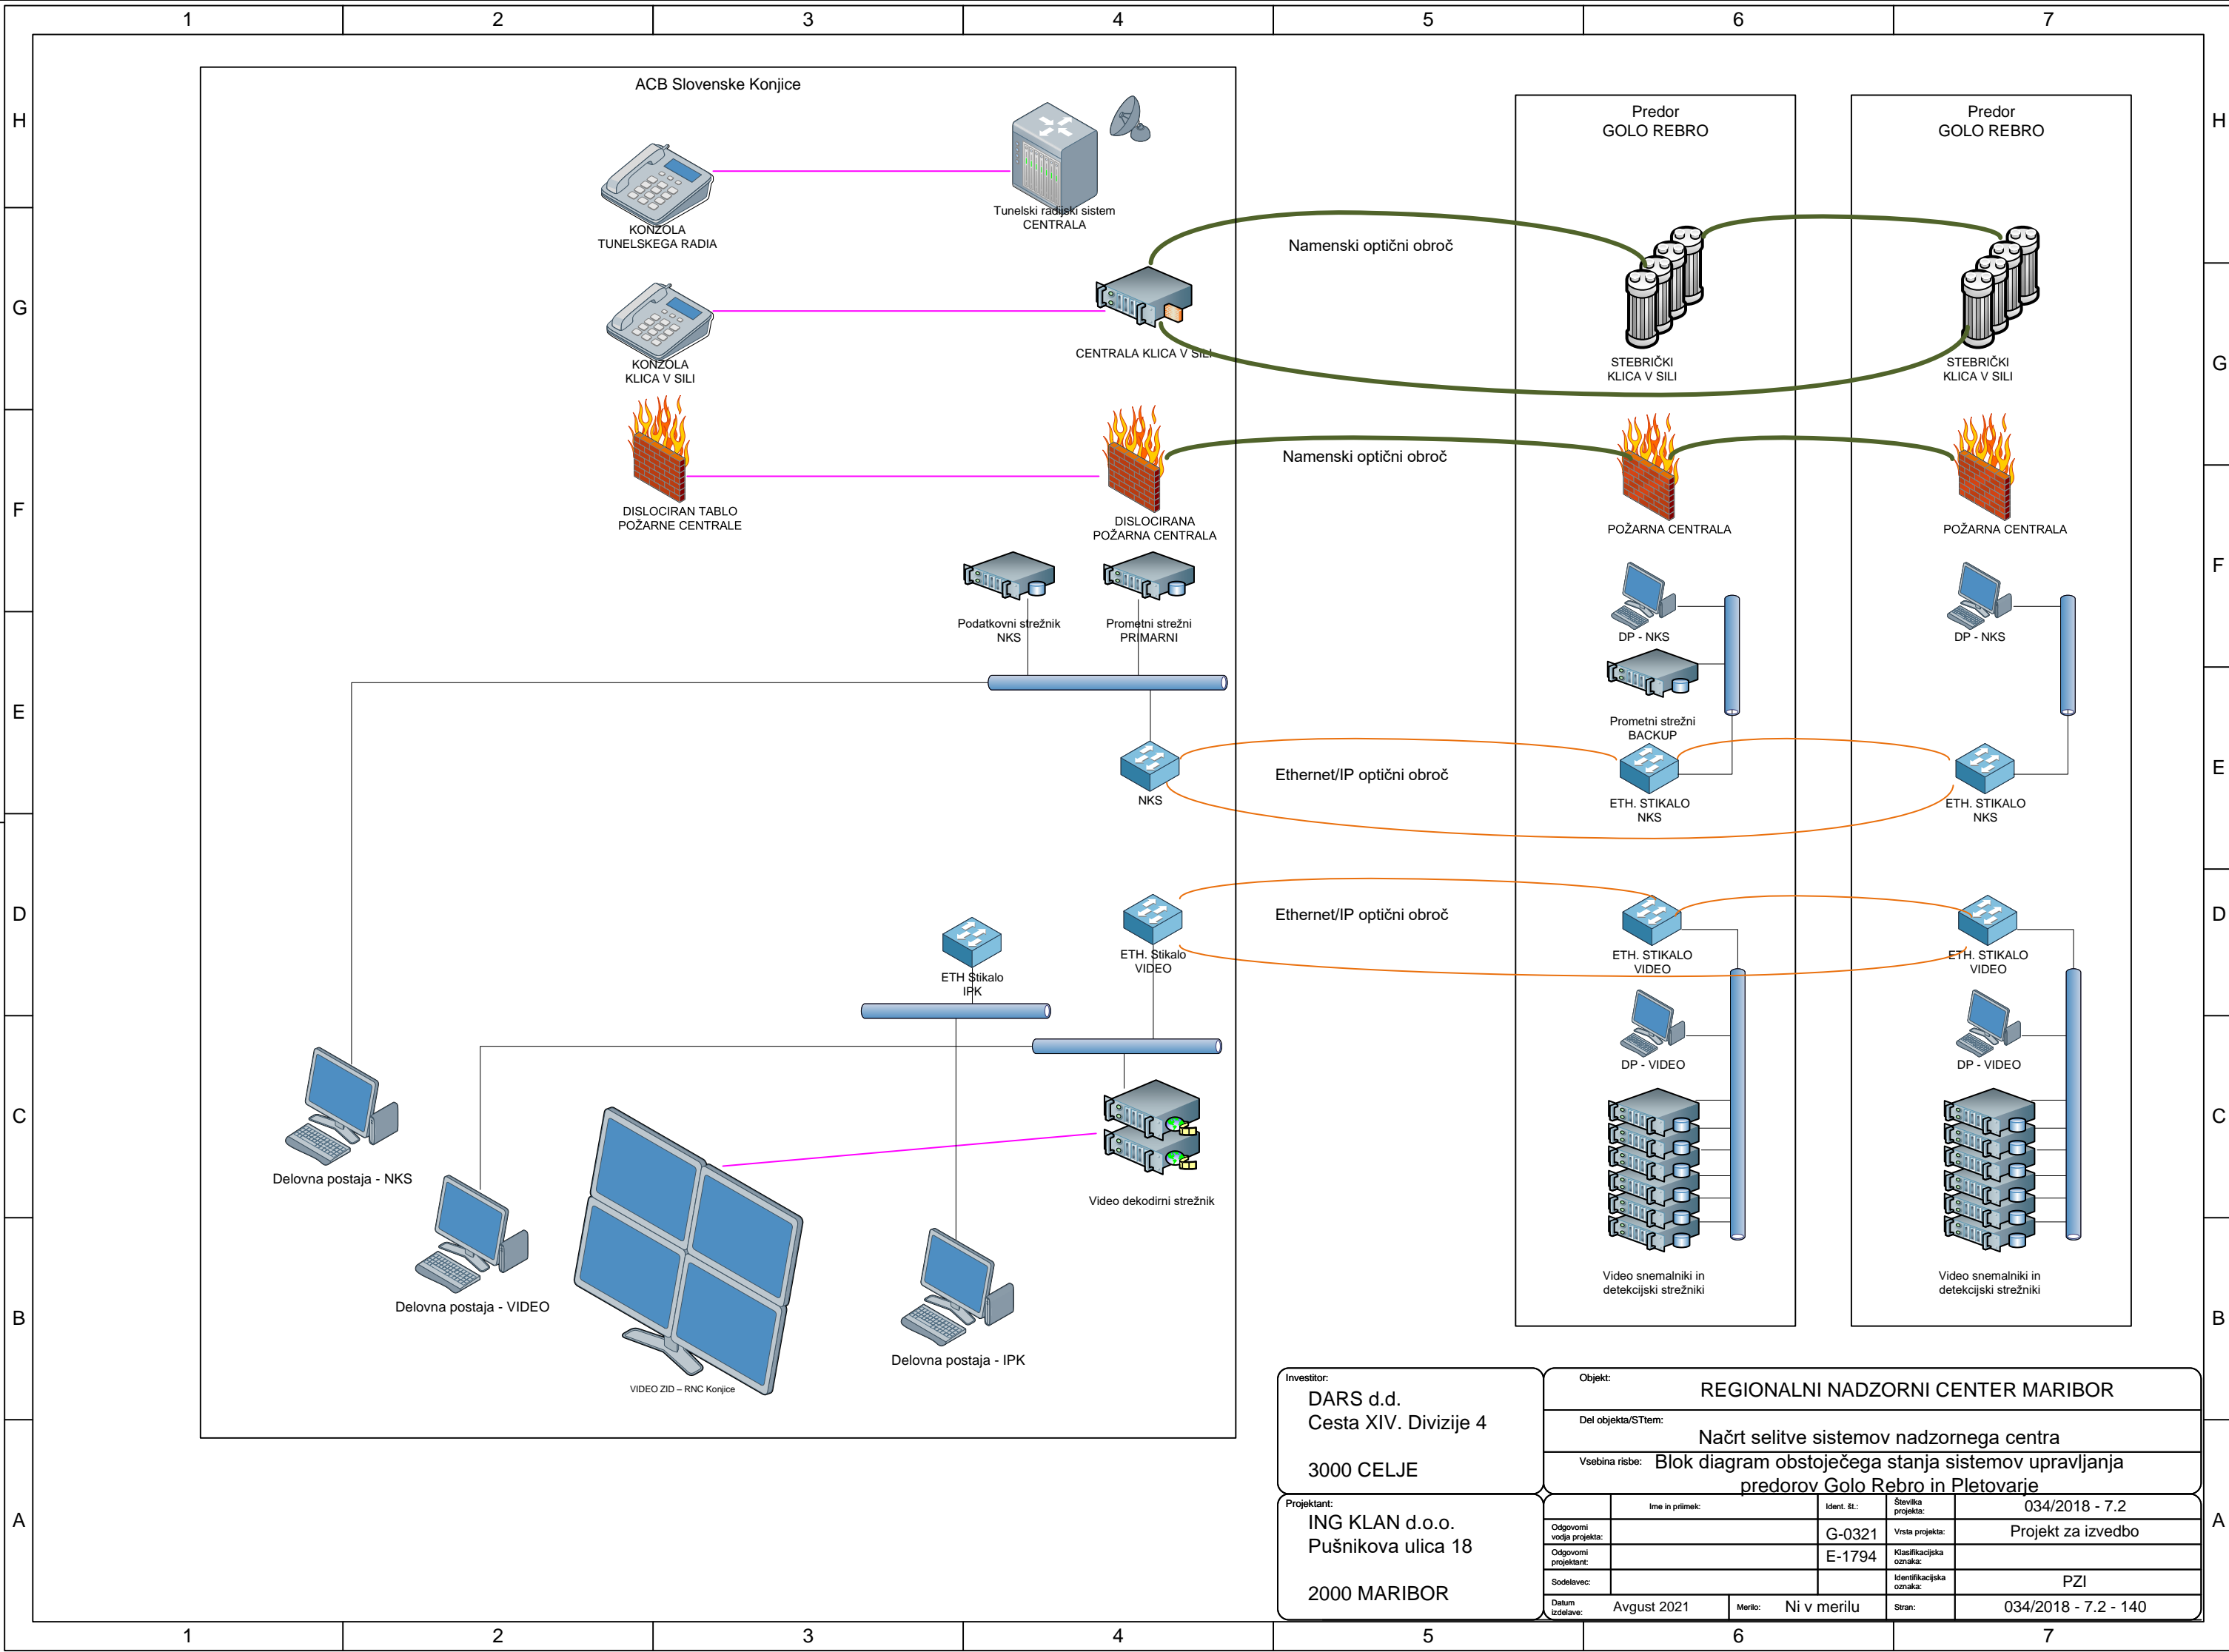 1 2 3 4 5 6 7
H
ACB Slovenske Konjice
Predor
GOLO REBRO
Predor
GOLO REBRO
H
KONZOLA
TUNELSKEGA RADIA
Tunelski radijski sistem
CENTRALA
Namenski optični obroč
G
KONZOLA
KLICA V SILI
CENTRALA KLICA V SILI
STEBRIČKI
KLICA V SILI
STEBRIČKI
KLICA V SILI
G
Namenski optični obroč
F
DISLOCIRAN TABLO
POŽARNE CENTRALE
DISLOCIRANA
POŽARNA CENTRALA
POŽARNA CENTRALA
POŽARNA CENTRALA
F
Podatkovni strežnik
NKS
Prometni strežni
PRIMARNI
DP - NKS
DP - NKS
E
Prometni strežni
BACKUP
NKS
Ethernet/IP optični obroč
ETH. STIKALO
NKS
ETH. STIKALO
NKS
E
D
Ethernet/IP optični obroč
D
ETH Stikalo
IPK
ETH. Stikalo
VIDEO
ETH. STIKALO
VIDEO
ETH. STIKALO
VIDEO
DP - VIDEO
DP - VIDEO
C
C
Delovna postaja - NKS
Video dekodirni strežnik
Delovna postaja - VIDEO
Video snemalniki in
detekcijski strežniki
Video snemalniki in
detekcijski strežniki
B
B
Delovna postaja - IPK
VIDEO ZID – RNC Konjice
Investitor:
DARS d.d.
Cesta XIV. Divizije 4
3000 CELJE
Objekt:
REGIONALNI NADZORNI CENTER MARIBOR
Del objekta/STtem:
Načrt selitve sistemov nadzornega centra
Vsebina risbe: Blok diagram obstoječega stanja sistemov upravljanja
predorov Golo Rebro in Pletovarje
A
A
Projektant:
ING KLAN d.o.o.
Pušnikova ulica 18
2000 MARIBOR
Ime in priimek: Ident. št.: Številka projekta: 034/2018 - 7.2
Odgovorni vodja projekta: G-0321 Vrsta projekta: Projekt za izvedbo
Odgovorni projektant: E-1794 Klasifikacijska oznaka:
Sodelavec: Identifikacijska oznaka: PZI
Datum izdelave: Avgust 2021 Merilo: Ni v merilu Stran: 034/2018 - 7.2 - 140
1 2 3 4 5 6 7